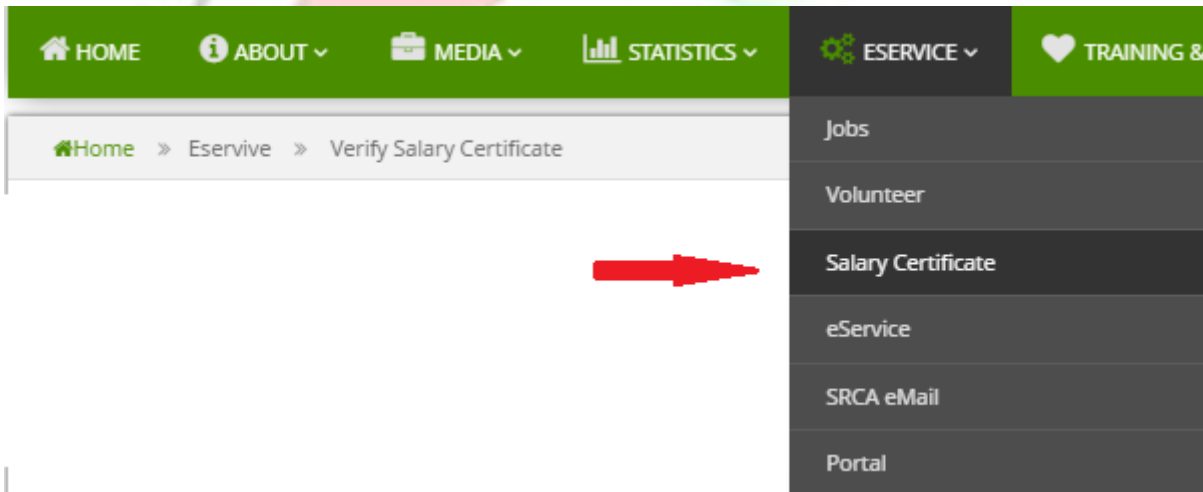 HOME ABOUT MEDIA STATISTICS ESERVICE TRAINING &
Home » Eservive » Verify Salary Certificate
Jobs
Volunteer
Salary Certificate
eService
SRCA eMail
Portal